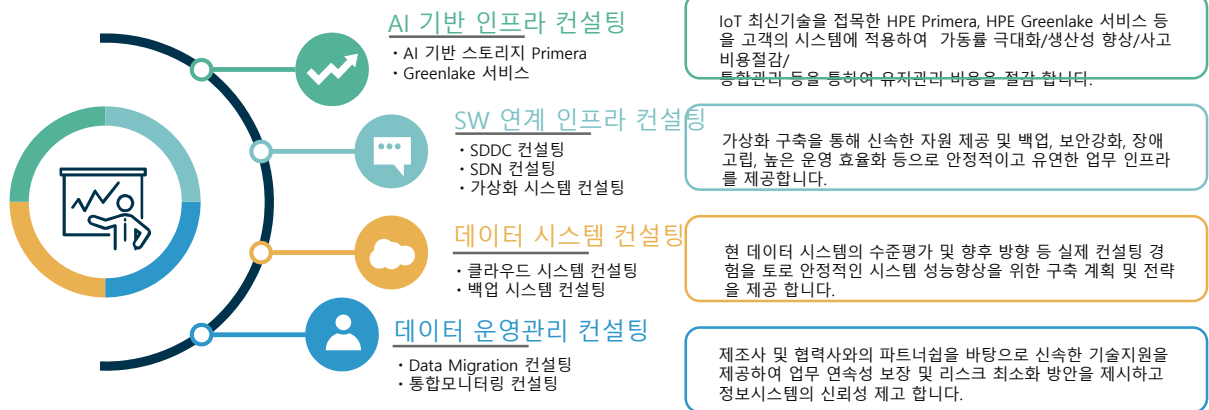 AI 기반 인프라 컨설팅
・AI 기반 스토리지 Primera
・Greenlake 서비스
IoT 최신기술을 접목한 HPE Primera, HPE Greenlake 서비스 등
을 고객의 시스템에 적용하여 가동률 극대화/생산성 향상/사고
비용절감/
통합관리 등을 통하여 유지관리 비용을 절감 합니다.
SW 연계 인프라 컨설팅
・SDDC 컨설팅
・SDN 컨설팅
・가상화 시스템 컨설팅
가상화 구축을 통해 신속한 자원 제공 및 백업, 보안강화, 장애
고립, 높은 운영 효율화 등으로 안정적이고 유연한 업무 인프라
를 제공합니다.
데이터 시스템 컨설팅
・클라우드 시스템 컨설팅
・백업 시스템 컨설팅
현 데이터 시스템의 수준평가 및 향후 방향 등 실제 컨설팅 경
험을 토로 안정적인 시스템 성능향상을 위한 구축 계획 및 전략
을 제공 합니다.
데이터 운영관리 컨설팅
・Data Migration 컨설팅
・통합모니터링 컨설팅
제조사 및 협력사와의 파트너쉽을 바탕으로 신속한 기술지원을
제공하여 업무 연속성 보장 및 리스크 최소화 방안을 제시하고
정보시스템의 신뢰성 제고 합니다.